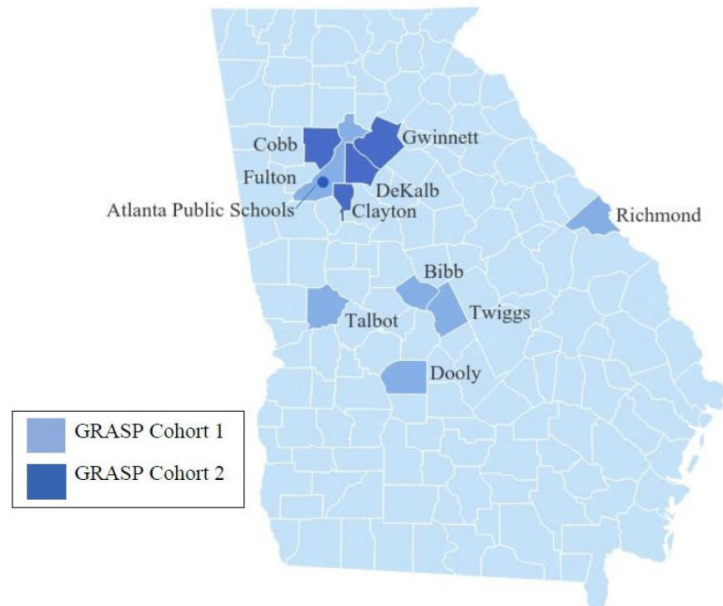 Cobb
Gwinnett
Fulton
DeKalb
Atlanta Public Schools
Clayton
Richmond
Bibb
Talbot
Twiggs
Dooly
GRASP Cohort 1
GRASP Cohort 2